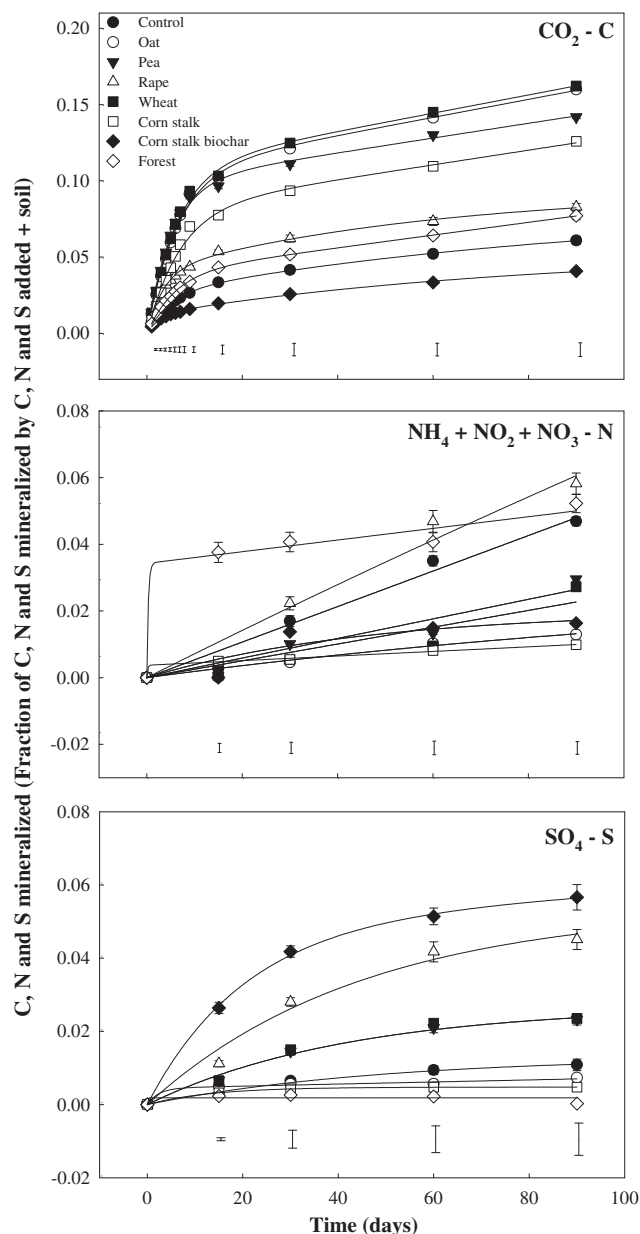 C, N and S mineralized (Fraction of C, N and S mineralized by C, N and S added + soil)
CO2 - C
Control
Oat
Pea
Rape
Wheat
Corn stalk
Corn stalk biochar
Forest
0.20
0.15
0.10
0.05
0.00
NH4 + NO2 + NO3 - N
0.08
0.06
0.04
0.02
0.00
-0.02
SO4 - S
0.08
0.06
0.04
0.02
0.00
-0.02
0 20 40 60 80 100
Time (days)